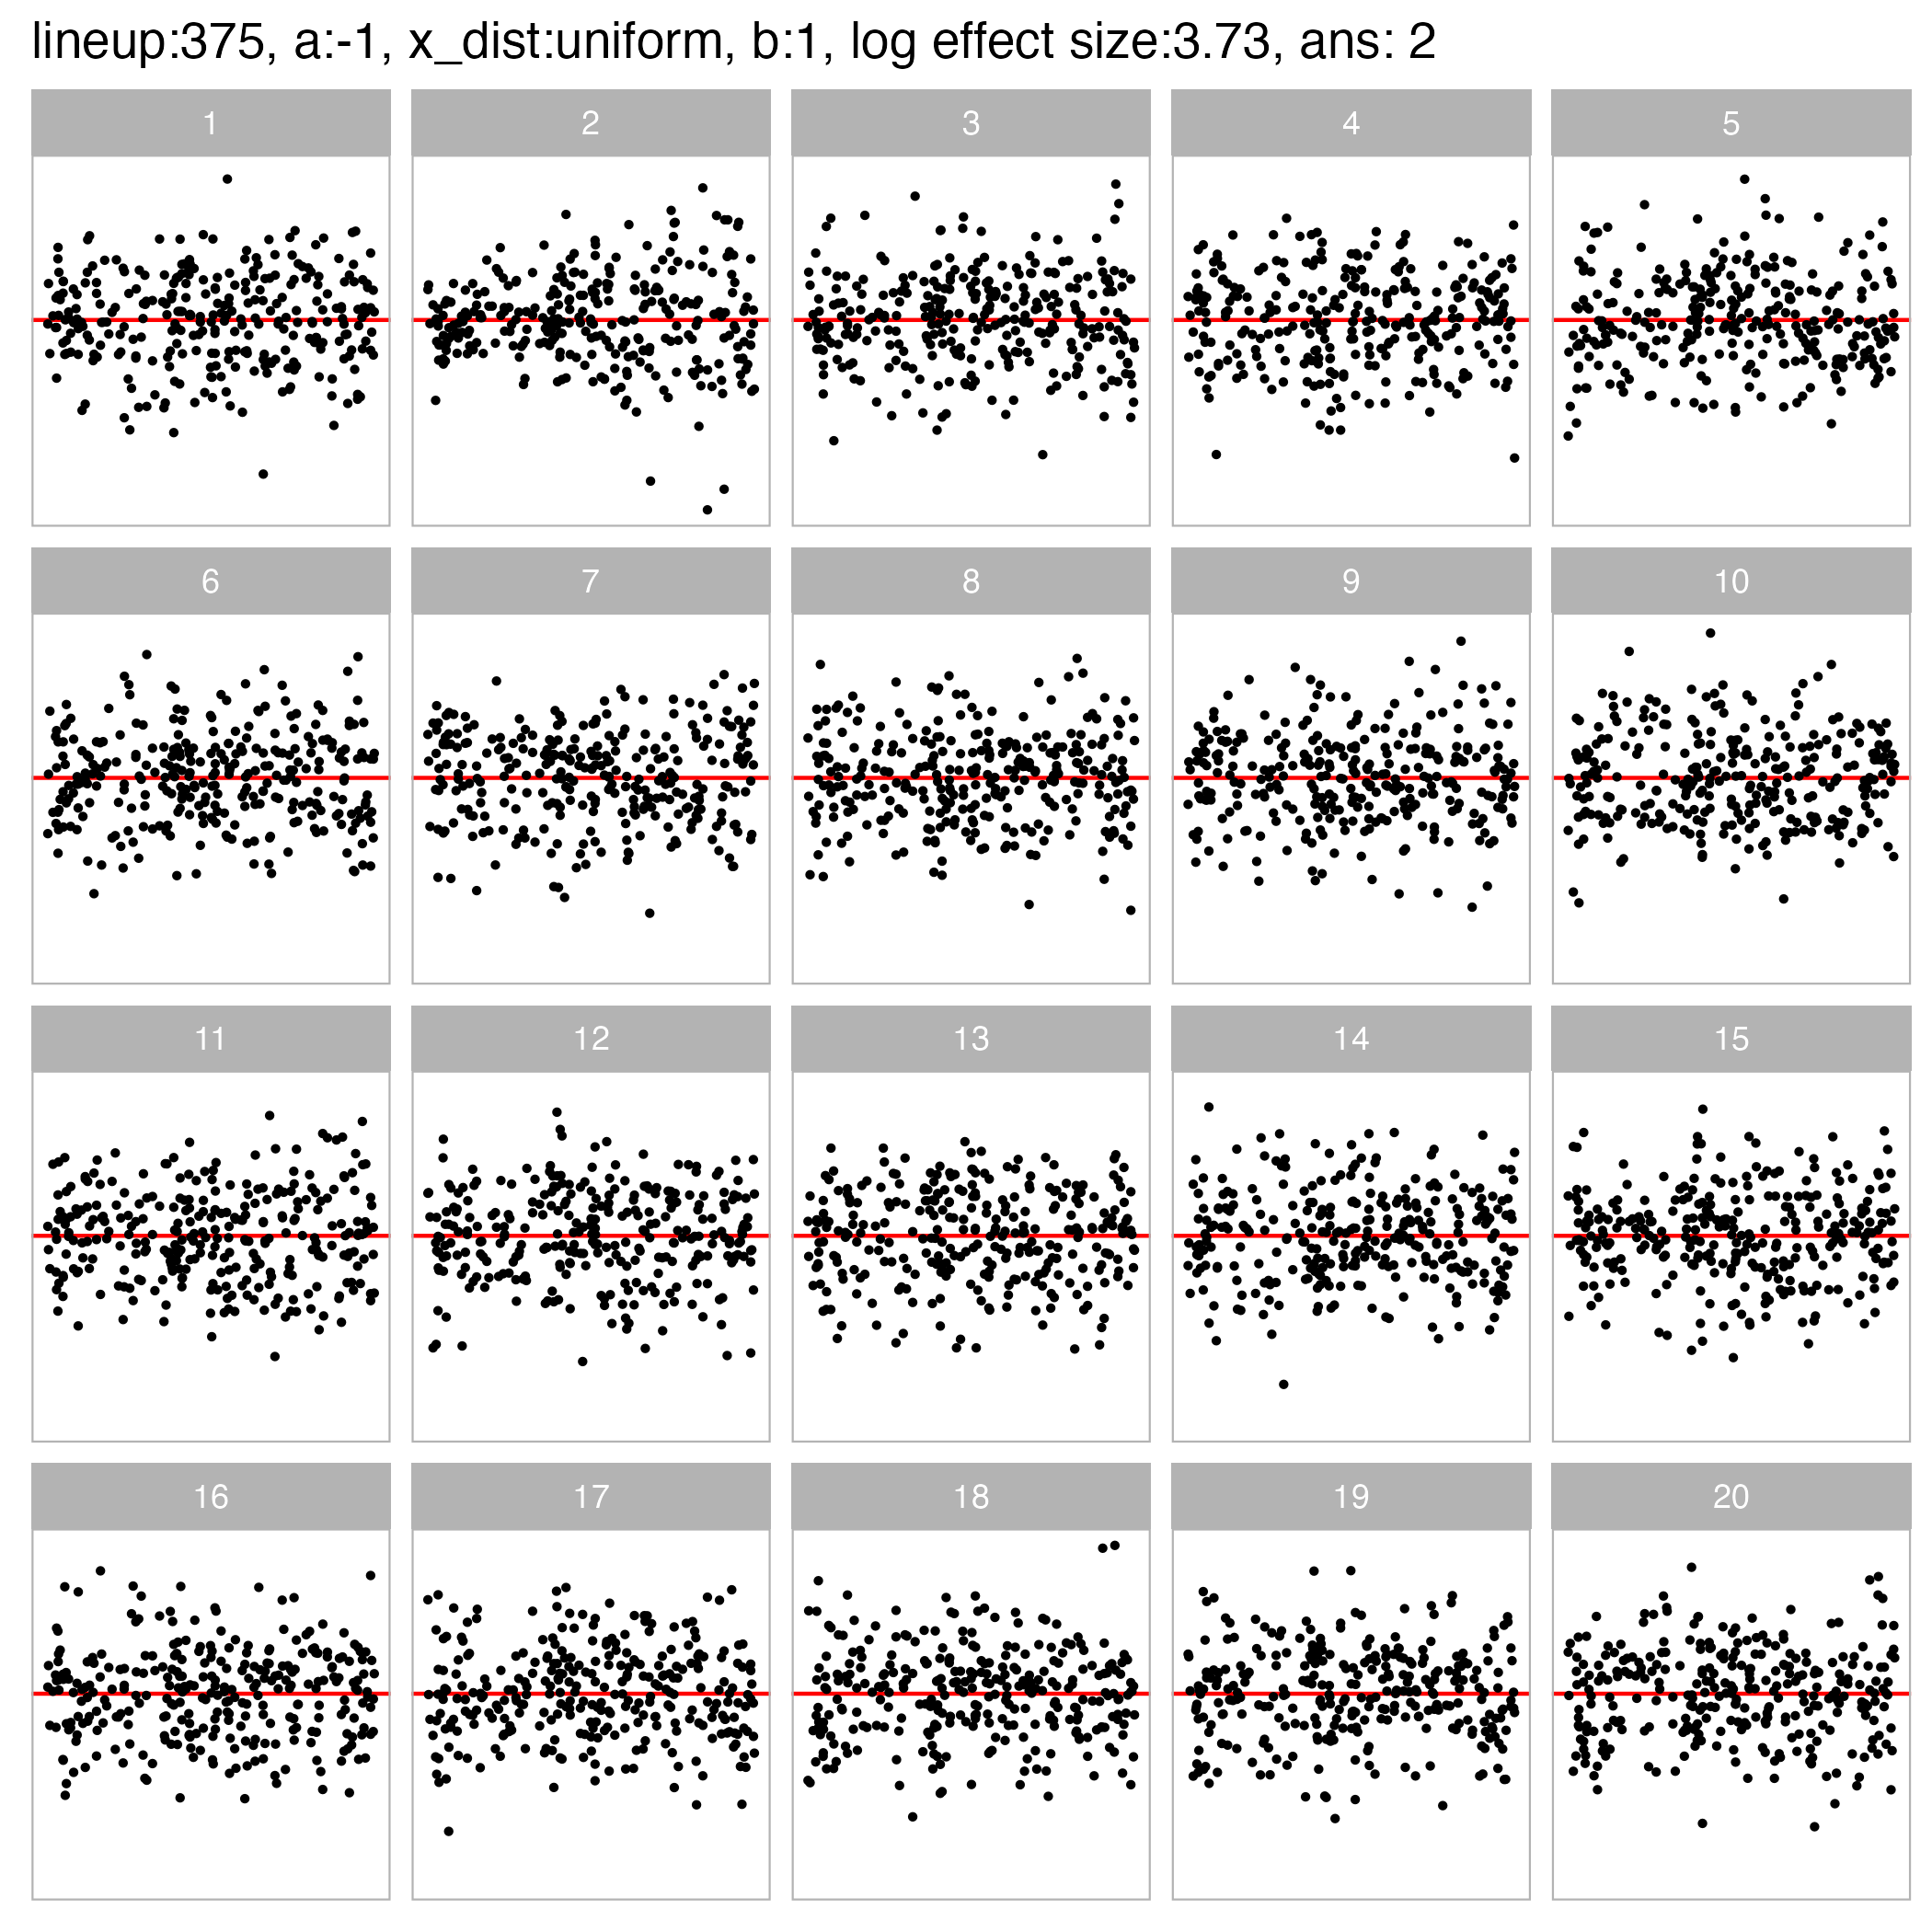 lineup:375, a:-1, x_dist:uniform, b:1, log effect size:3.73, ans: 2
1 2 3 4 5
6 7 8 9 10
11 12 13 14 15
16 17 18 19 20